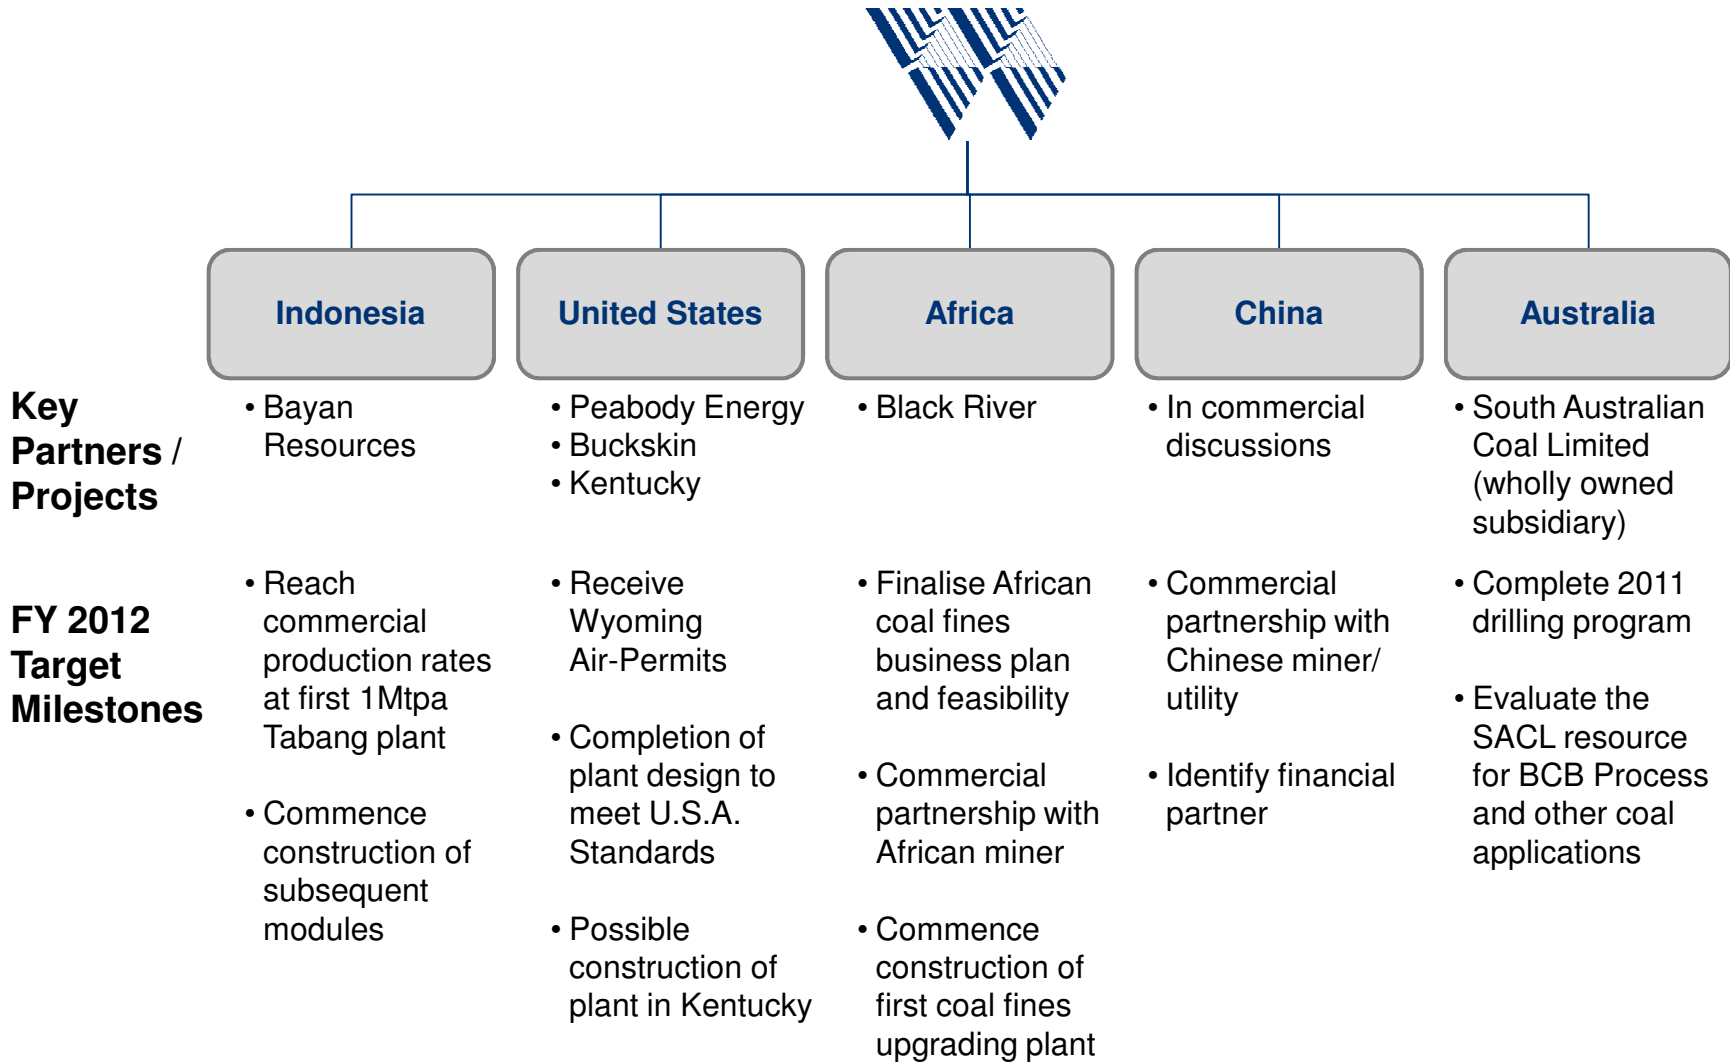 Indonesia
United States
Africa
China
Australia
Key
Partners /
Projects
• Bayan
Resources
• Peabody Energy
• Buckskin
• Kentucky
• Black River
• In commercial
discussions
• South Australian
Coal Limited
(wholly owned
subsidiary)
FY 2012
Target
Milestones
• Reach
commercial
production rates
at first 1Mtpa
Tabang plant
• Commence
construction of
subsequent
modules
• Receive
Wyoming
Air-Permits
• Completion of
plant design to
meet U.S.A.
Standards
• Possible
construction of
plant in Kentucky
• Finalise African
coal fines
business plan
and feasibility
• Commercial
partnership with
African miner
• Commence
construction of
first coal fines
upgrading plant
• Commercial
partnership with
Chinese miner/
utility
• Identify financial
partner
• Complete 2011
drilling program
• Evaluate the
SACL resource
for BCB Process
and other coal
applications